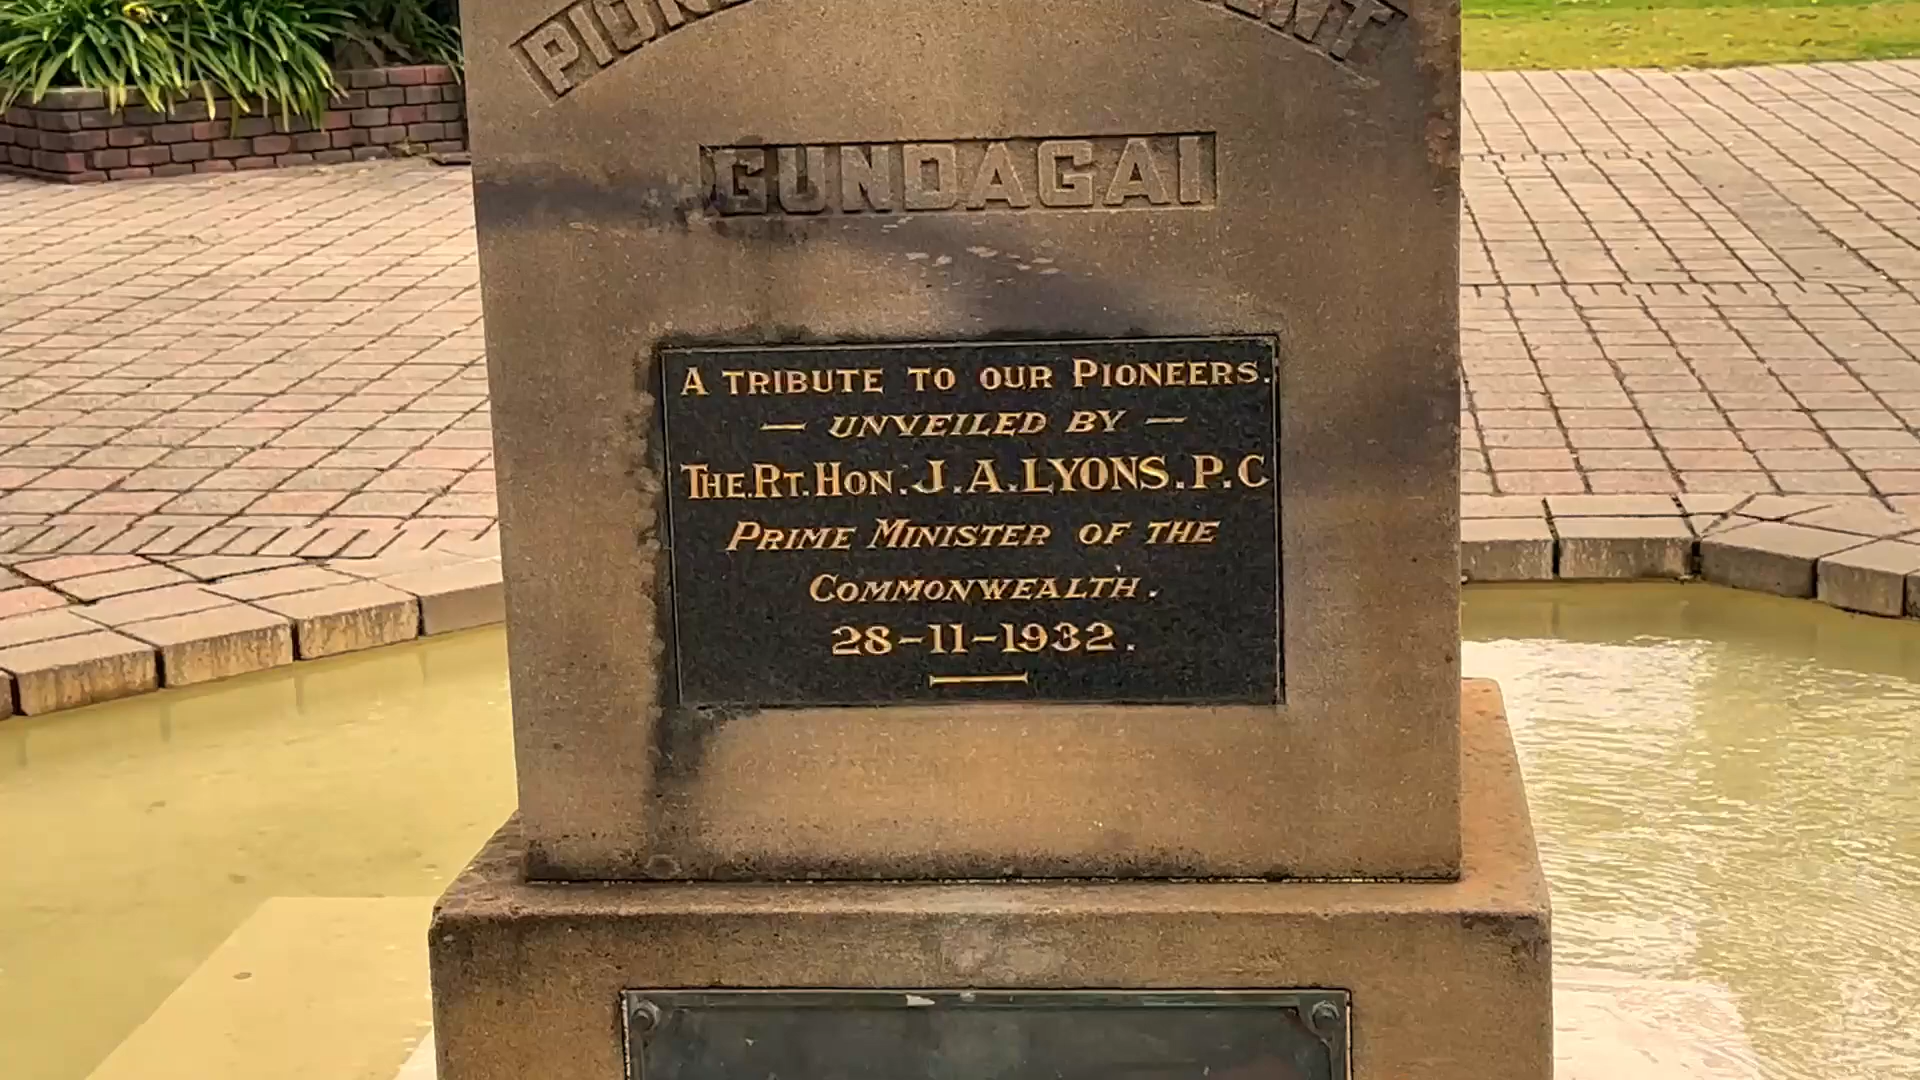 GUNDAGAI
A TRIBUTE TO OUR PIONEERS.
— UNVEILED BY —
THE.RT.HON.J.A.LYONS.P.C
PRIME MINISTER OF THE
COMMONWEALTH.
28-11-1932.